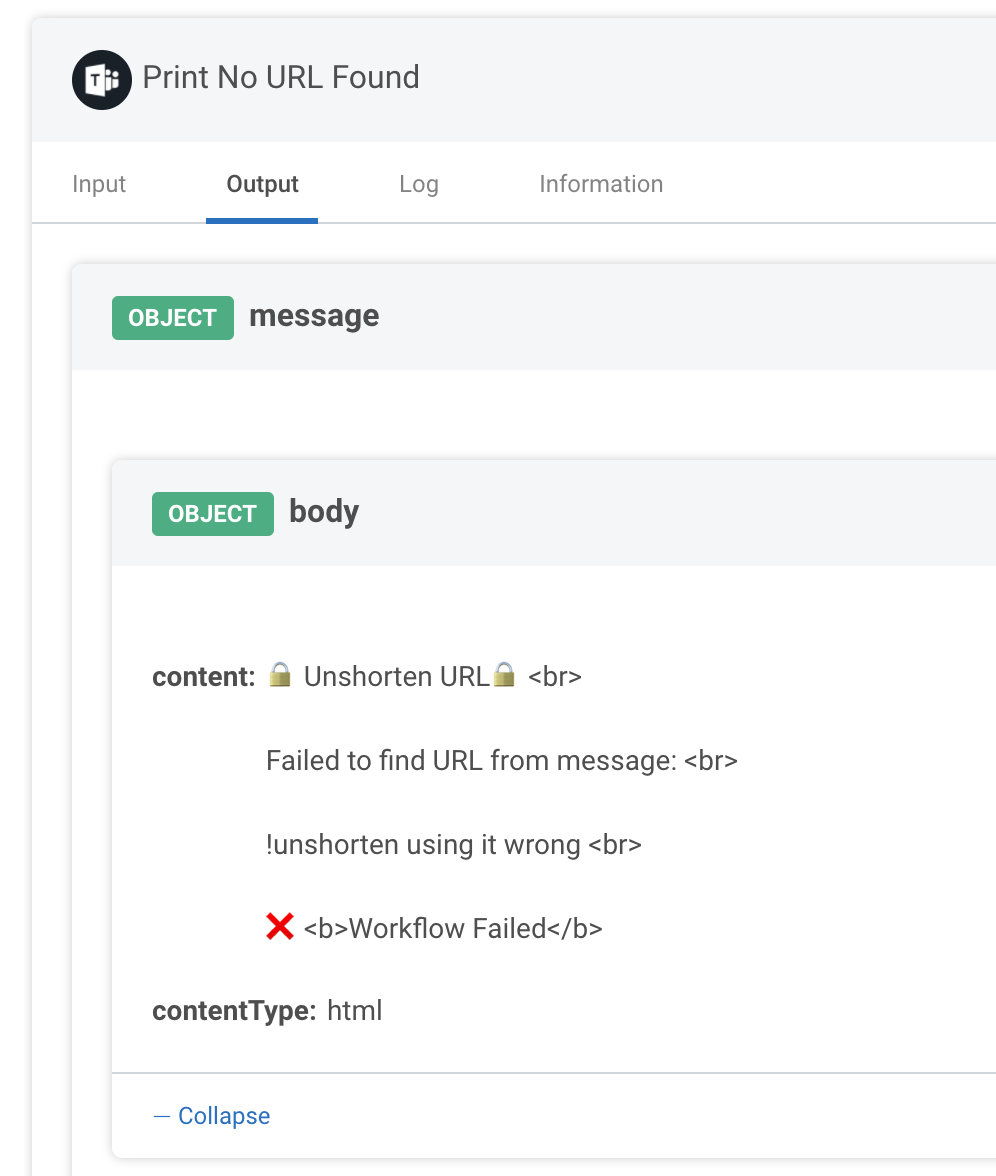 Print No URL Found
Input Output Log Information
OBJECT message
OBJECT body
content: 🔒 Unshorten URL🔒 <br>
Failed to find URL from message: <br>
!unshorten using it wrong <br>
❌ <b>Workflow Failed</b>
contentType: html
— Collapse